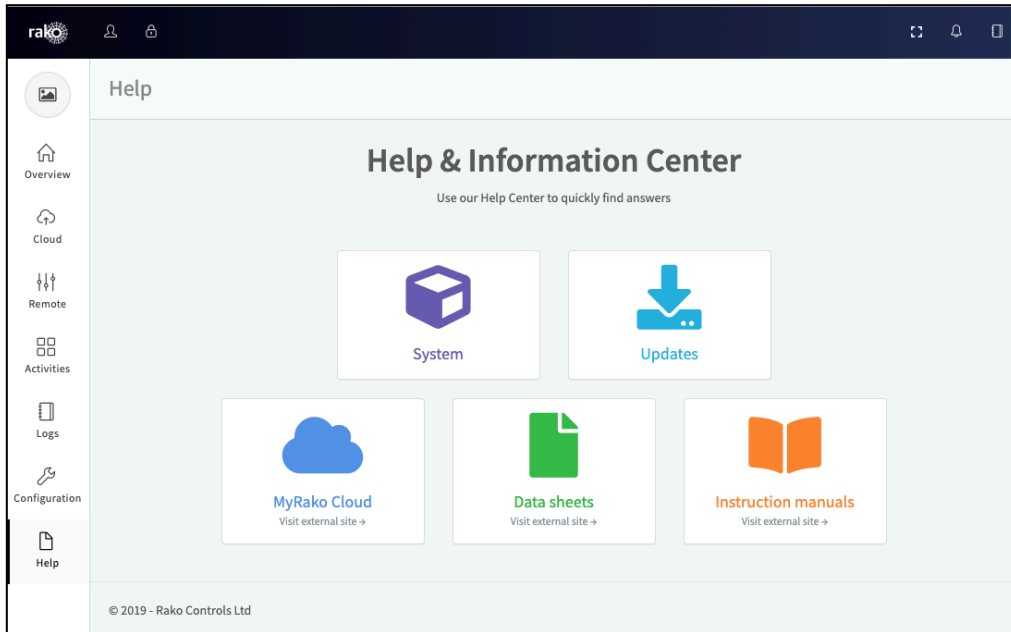 rako
Help
Overview
Cloud
Remote
Activities
Logs
Configuration
Help
Help & Information Center
Use our Help Center to quickly find answers
System
Updates
MyRako Cloud
Visit external site →
Data sheets
Visit external site →
Instruction manuals
Visit external site →
© 2019 - Rako Controls Ltd